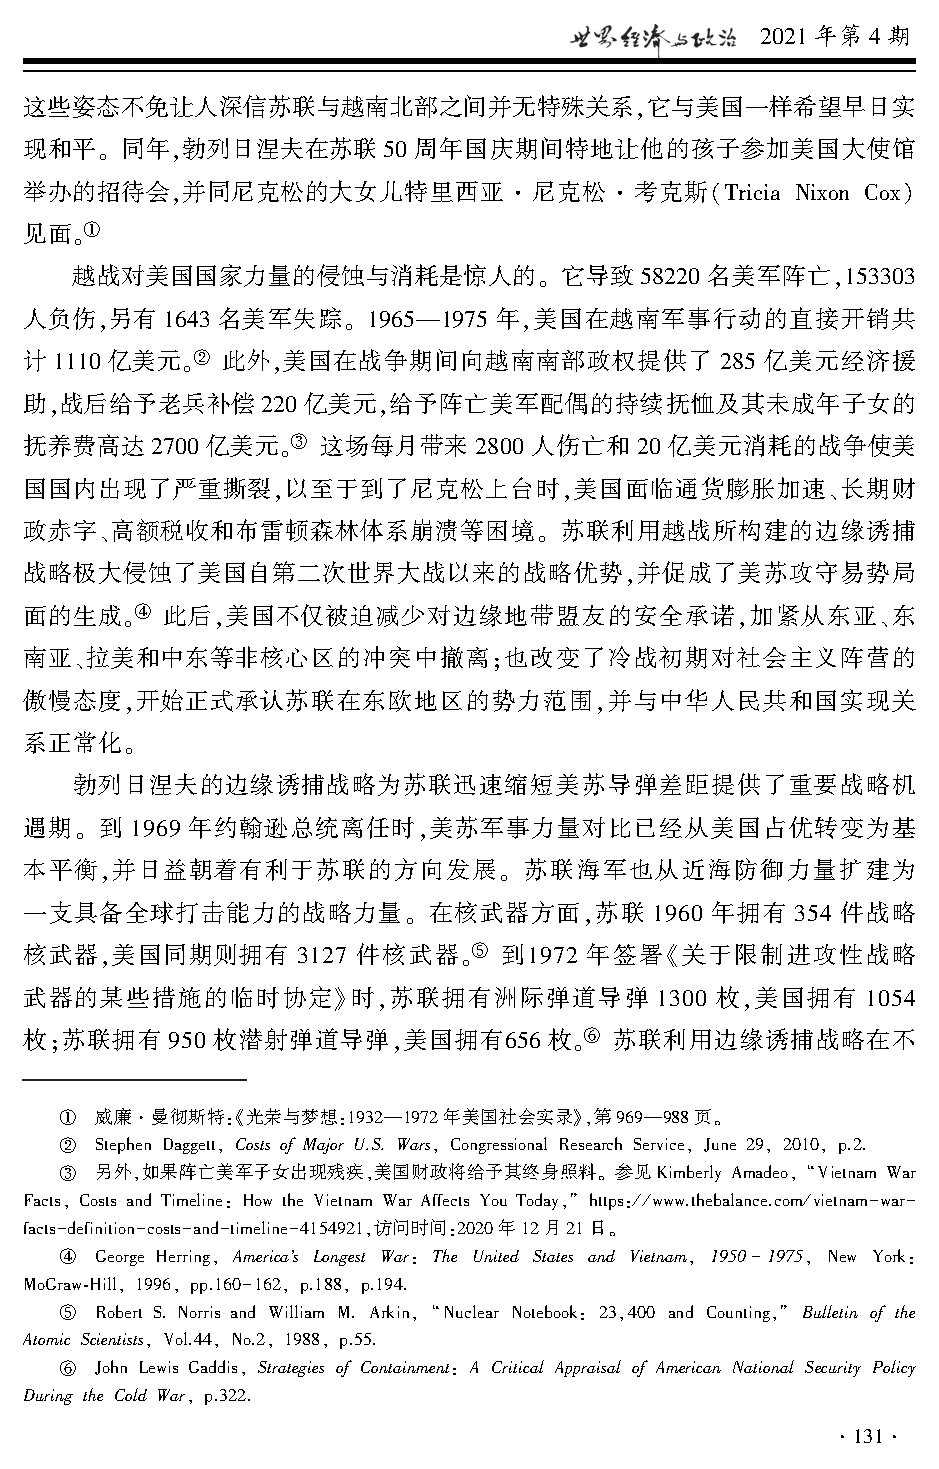 世界经济与政治 2021 年第 4 期
这些姿态不免让人深信苏联与越南北部之间并无特殊关系,它与美国一样希望早日实
现和平。同年,勃列日涅夫在苏联 50 周年国庆期间特地让他的孩子参加美国大使馆
举办的招待会,并同尼克松的大女儿特里西亚·尼克松·考克斯(Tricia Nixon Cox)
见面。①
越战对美国国家力量的侵蚀与消耗是惊人的。它导致 58220 名美军阵亡,153303
人负伤,另有 1643 名美军失踪。1965—1975 年,美国在越南军事行动的直接开销共
计 1110 亿美元。② 此外,美国在战争期间向越南南部政权提供了 285 亿美元经济援
助,战后给予老兵补偿 220 亿美元,给予阵亡美军配偶的持续抚恤及其未成年子女的
抚养费高达 2700 亿美元。③ 这场每月带来 2800 人伤亡和 20 亿美元消耗的战争使美
国国内出现了严重撕裂,以至于到了尼克松上台时,美国面临通货膨胀加速、长期财
政赤字、高额税收和布雷顿森林体系崩溃等困境。苏联利用越战所构建的边缘诱捕
战略极大侵蚀了美国自第二次世界大战以来的战略优势,并促成了美苏攻守易势局
面的生成。④ 此后,美国不仅被迫减少对边缘地带盟友的安全承诺,加紧从东亚、东
南亚、拉美和中东等非核心区的冲突中撤离;也改变了冷战初期对社会主义阵营的
傲慢态度,开始正式承认苏联在东欧地区的势力范围,并与中华人民共和国实现关
系正常化。
勃列日涅夫的边缘诱捕战略为苏联迅速缩短美苏导弹差距提供了重要战略机
遇期。到 1969 年约翰逊总统离任时,美苏军事力量对比已经从美国占优转变为基
本平衡,并日益朝着有利于苏联的方向发展。苏联海军也从近海防御力量扩建为
一支具备全球打击能力的战略力量。在核武器方面,苏联 1960 年拥有 354 件战略
核武器,美国同期则拥有 3127 件核武器。⑤ 到1972 年签署《关于限制进攻性战略
武器的某些措施的临时协定》时,苏联拥有洲际弹道导弹 1300 枚,美国拥有 1054
枚;苏联拥有 950 枚潜射弹道导弹,美国拥有656 枚。⑥ 苏联利用边缘诱捕战略在不
① 威廉·曼彻斯特:《光荣与梦想:1932—1972 年美国社会实录》,第 969—988 页。
② Stephen Daggett, Costs of Major U.S. Wars, Congressional Research Service, June 29, 2010, p.2.
③ 另外,如果阵亡美军子女出现残疾,美国财政将给予其终身照料。参见 Kimberly Amadeo, “Vietnam War
Facts, Costs and Timeline: How the Vietnam War Affects You Today,” https://www.thebalance.com/vietnam-war-
facts-definition-costs-and-timeline-4154921,访问时间:2020 年 12 月 21 日。
④ George Herring, America’s Longest War: The United States and Vietnam, 1950-1975, New York:
MoGraw-Hill, 1996, pp.160-162, p.188, p.194.
⑤ Robert S. Norris and William M. Arkin, “Nuclear Notebook: 23,400 and Counting,” Bulletin of the
Atomic Scientists, Vol.44, No.2, 1988, p.55.
⑥ John Lewis Gaddis, Strategies of Containment: A Critical Appraisal of American National Security Policy
During the Cold War, p.322.
· 131 ·